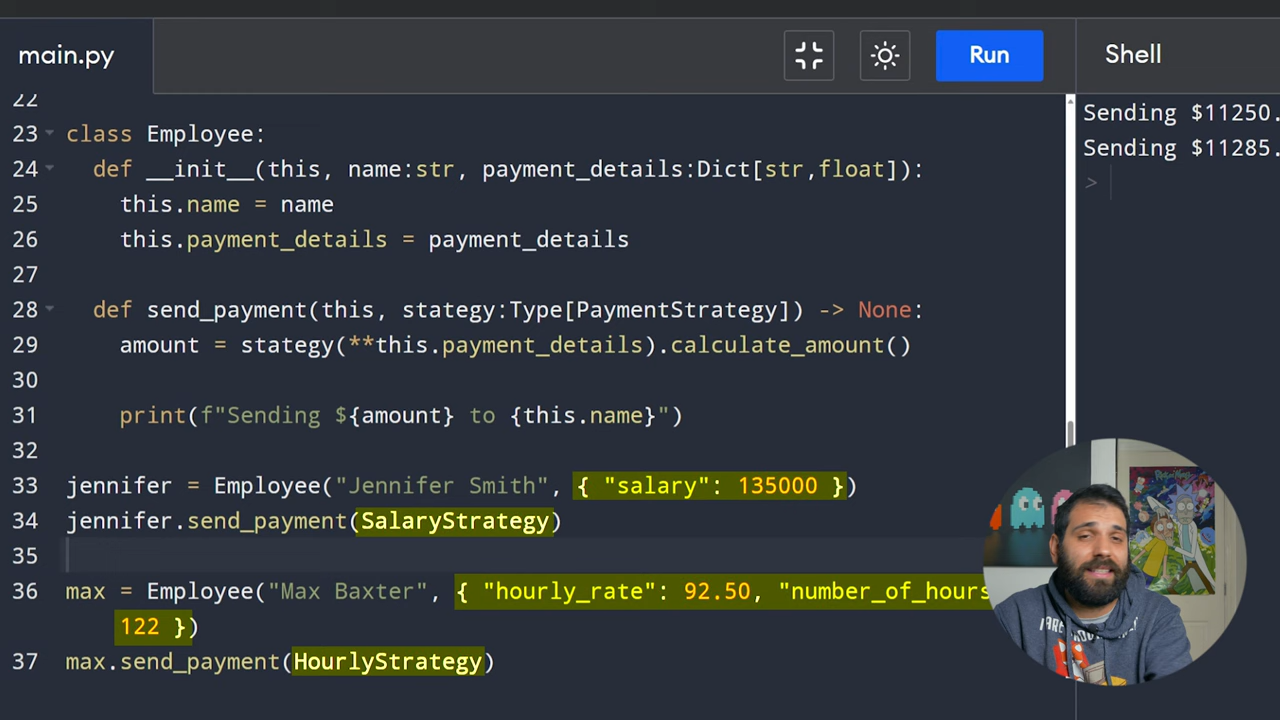 main.py
Run
Shell
22
23 class Employee:
24 def __init__(this, name:str, payment_details:Dict[str,float]):
25 this.name = name
26 this.payment_details = payment_details
27
28 def send_payment(this, stategy:Type[PaymentStrategy]) -> None:
29 amount = stategy(**this.payment_details).calculate_amount()
30
31 print(f"Sending ${amount} to {this.name}")
32
33 jennifer = Employee("Jennifer Smith", { "salary": 135000 })
34 jennifer.send_payment(SalaryStrategy)
35
36 max = Employee("Max Baxter", { "hourly_rate": 92.50, "number_of_hours
122 })
37 max.send_payment(HourlyStrategy)
Sending $11250.
Sending $11285.
>